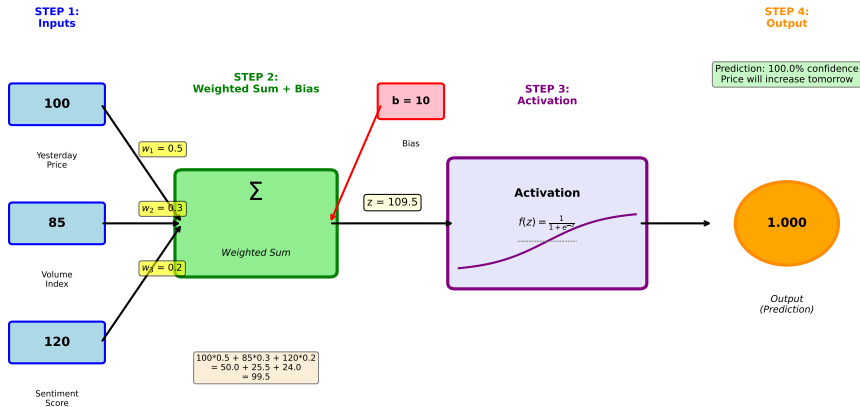 STEP 1:
Inputs
100
Yesterday
Price
85
Volume
Index
120
Sentiment
Score
w₁ = 0.5
w₂ = 0.3
w₃ = 0.2
STEP 2:
Weighted Sum + Bias
Σ
Weighted Sum
100*0.5 + 85*0.3 + 120*0.2
= 50.0 + 25.5 + 24.0
= 99.5
b = 10
Bias
z = 109.5
STEP 3:
Activation
Activation
f(z) = 1/(1 + e⁻ᶻ)
STEP 4:
Output
Prediction: 100.0% confidence
Price will increase tomorrow
1.000
Output
(Prediction)